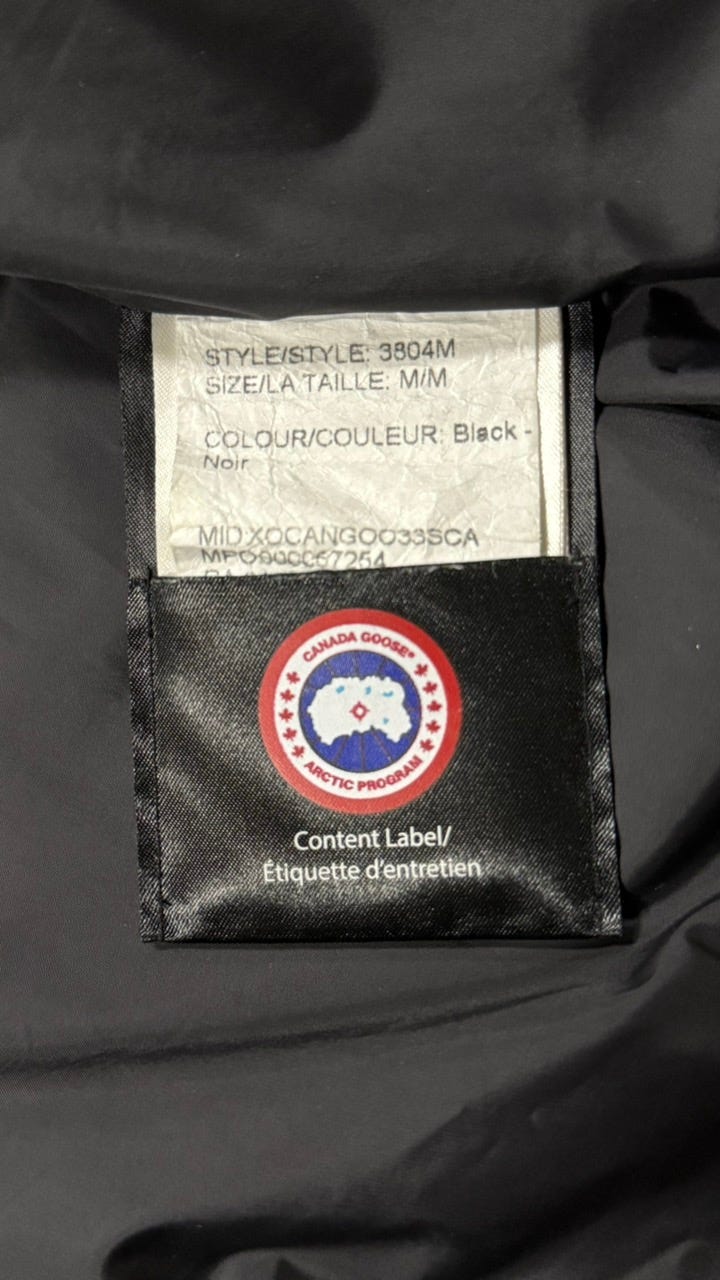 STYLE/STYLE: 3804M
SIZE/LA TAILLE: M/M
COLOUR/COULEUR: Black -
Noir
MID:XOCANGOO33SCA
MPO900067254
CANADA GOOSE®
ARCTIC PROGRAM
Content Label/
Étiquette d'entretien